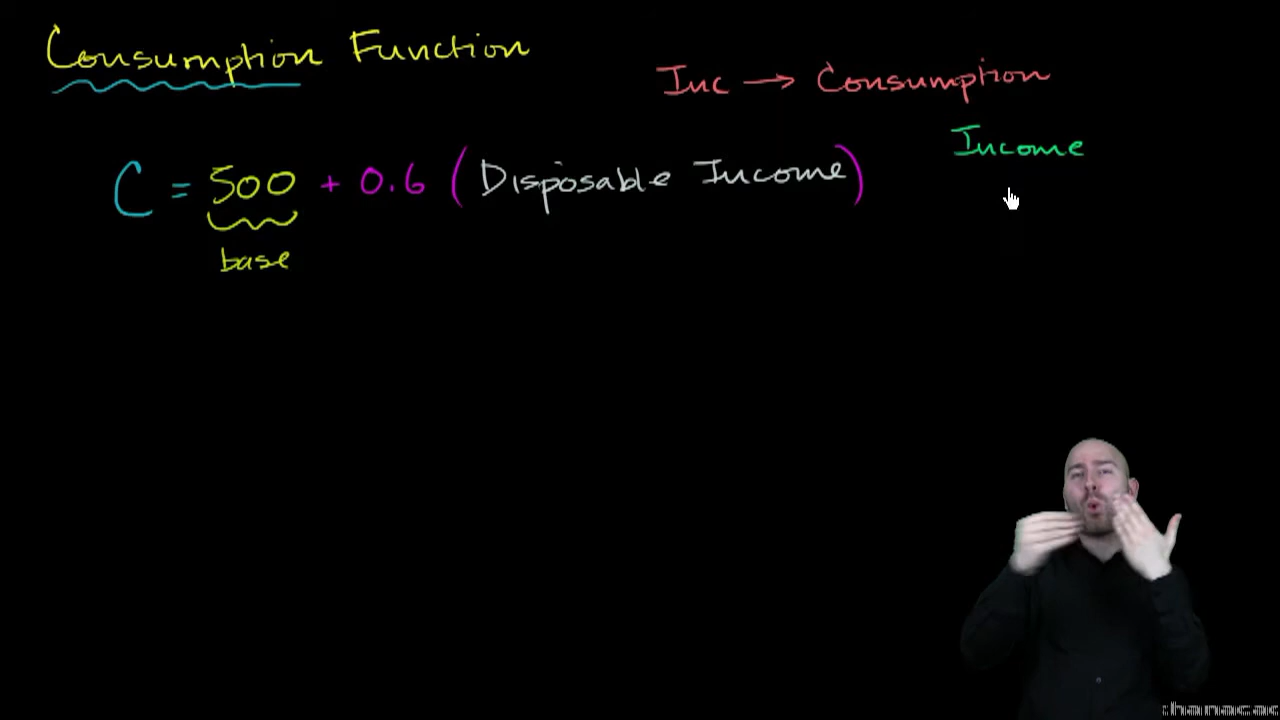 Consumption Function
Inc → Consumption
Income
C = 500 + 0.6 (Disposable Income)
base